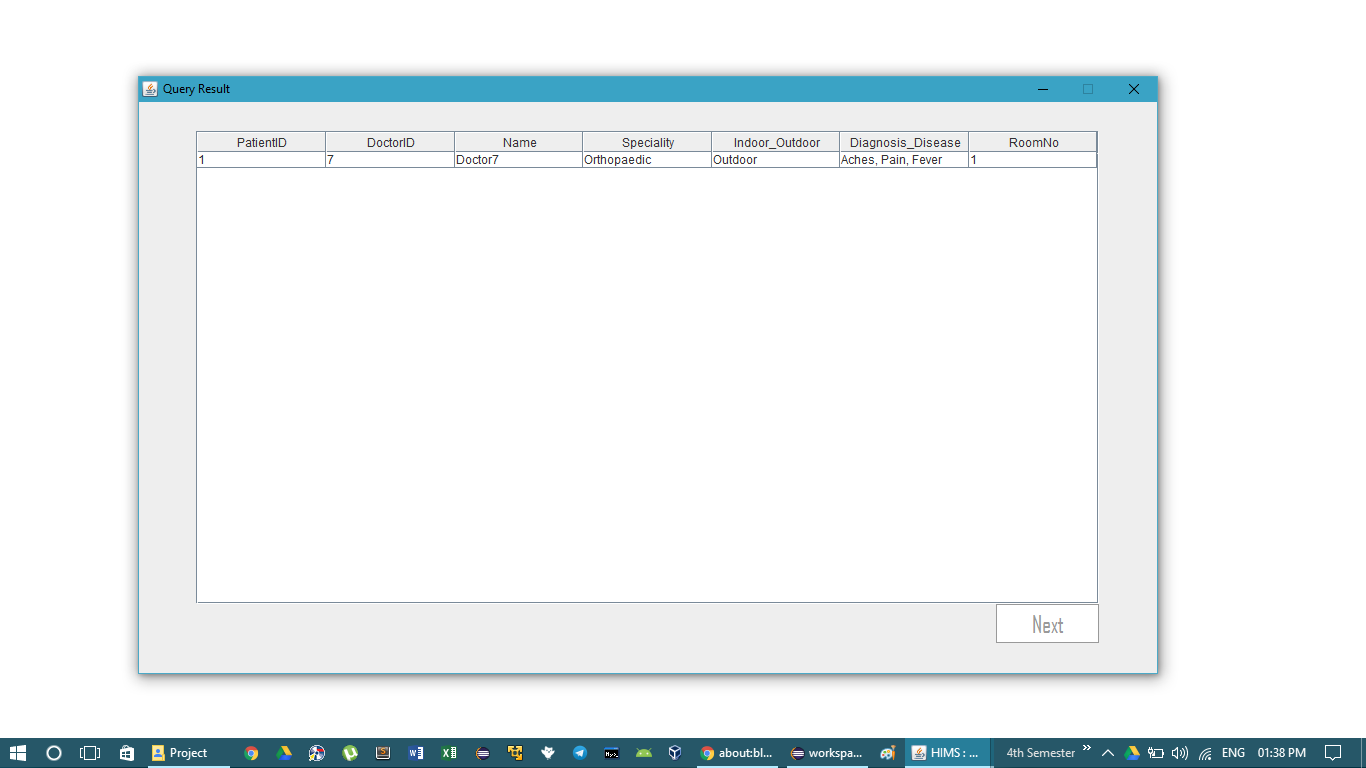 Query Result
PatientID DoctorID Name Speciality Indoor_Outdoor Diagnosis_Disease RoomNo
1 7 Doctor7 Orthopaedic Outdoor Aches, Pain, Fever 1
Next
Project about:bl... workspa... HIMS : ... 4th Semester ENG 01:38 PM